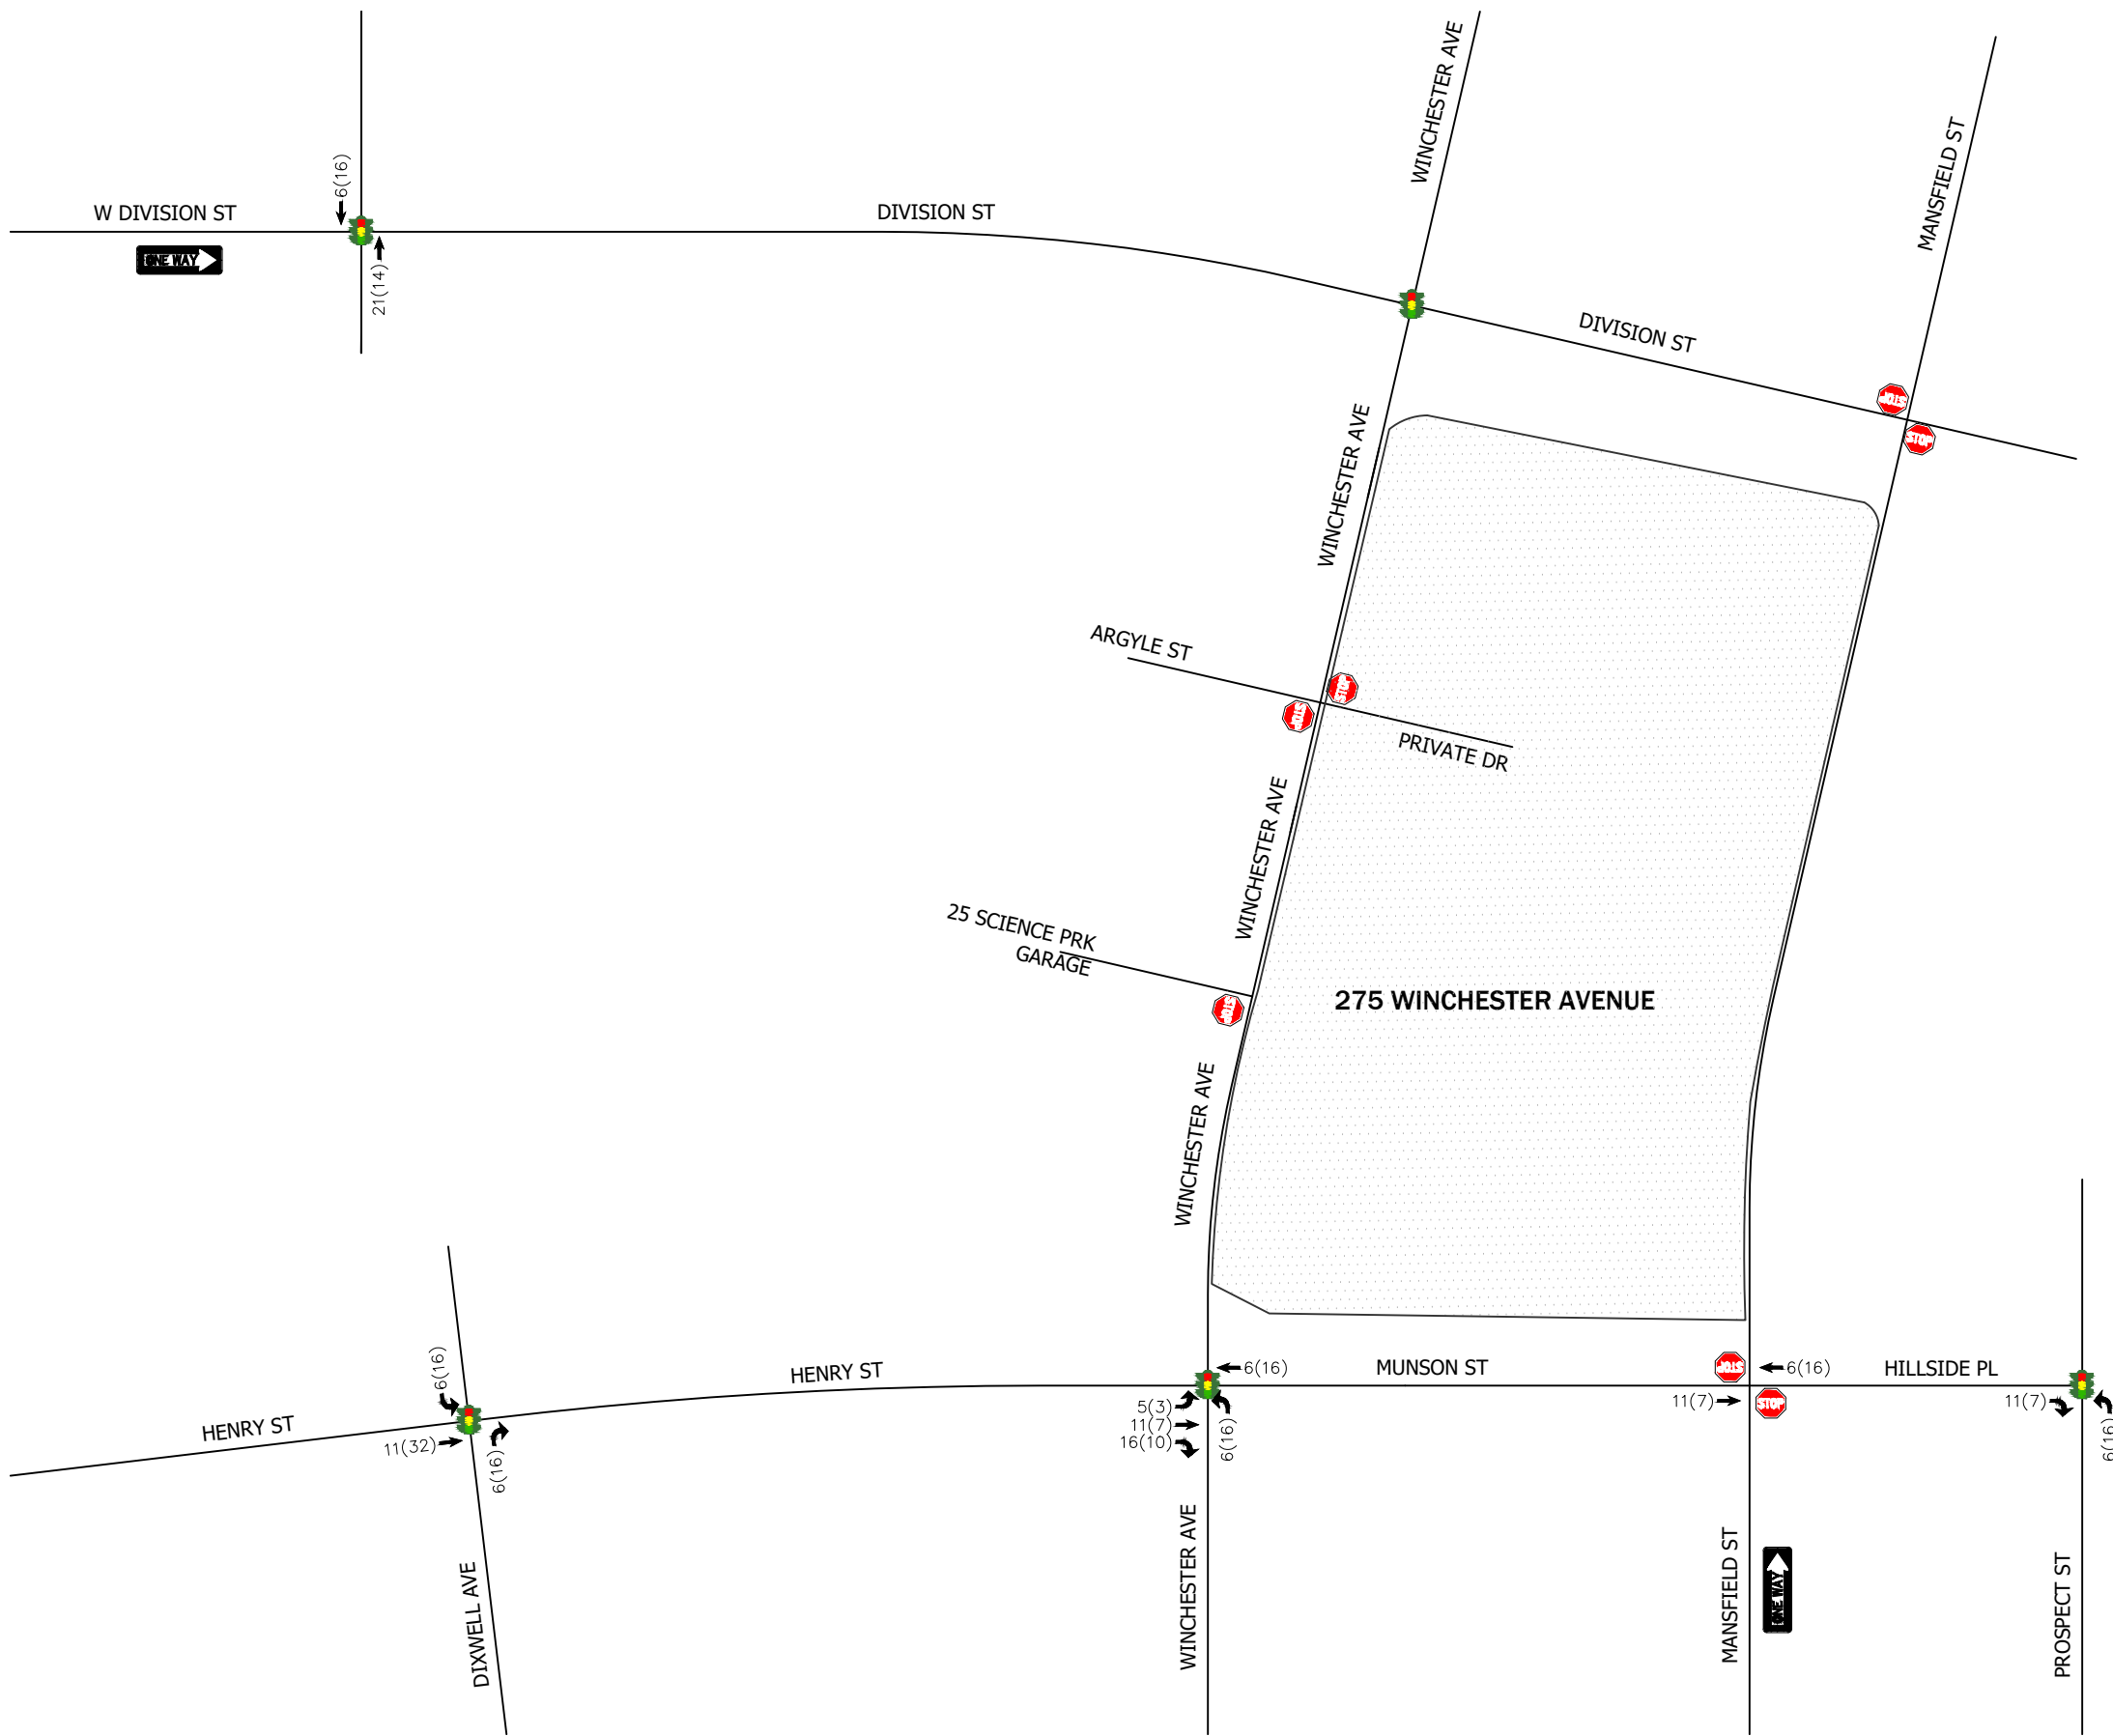 WINCHESTER AVE
MANSFIELD ST
6(16)
W DIVISION ST
DIVISION ST
ONE WAY
21(14)
DIVISION ST
STOP
STOP
WINCHESTER AVE
ARGYLE ST
STOP
STOP
PRIVATE DR
WINCHESTER AVE
25 SCIENCE PRK
GARAGE
STOP
275 WINCHESTER AVENUE
WINCHESTER AVE
6(16)
HENRY ST
6(16)
MUNSON ST
STOP
6(16)
HILLSIDE PL
HENRY ST
11(32)
6(16)
5(3)
11(7)
16(10)
6(16)
11(7)
STOP
11(7)
6(16)
DIXWELL AVE
WINCHESTER AVE
MANSFIELD ST
ONE WAY
PROSPECT ST